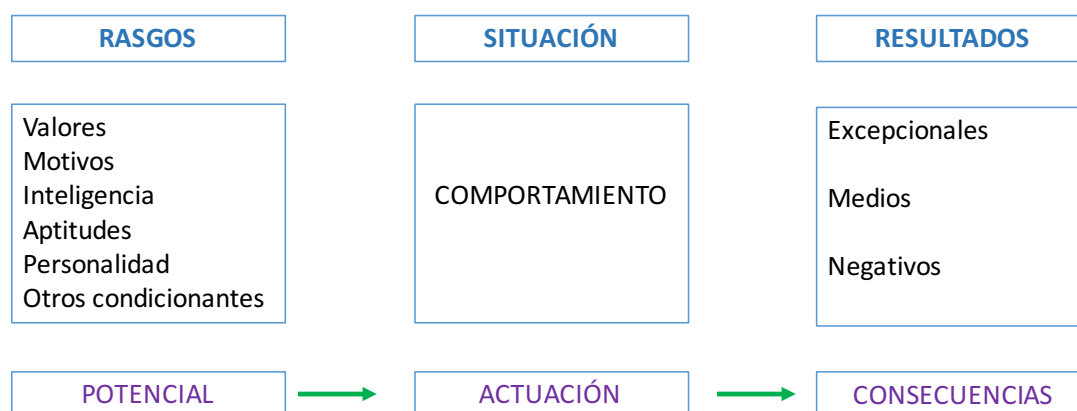 RASGOS
SITUACIÓN
RESULTADOS
Valores
Motivos
Inteligencia
Aptitudes
Personalidad
Otros condicionantes
COMPORTAMIENTO
Excepcionales
Medios
Negativos
POTENCIAL
ACTUACIÓN
CONSECUENCIAS